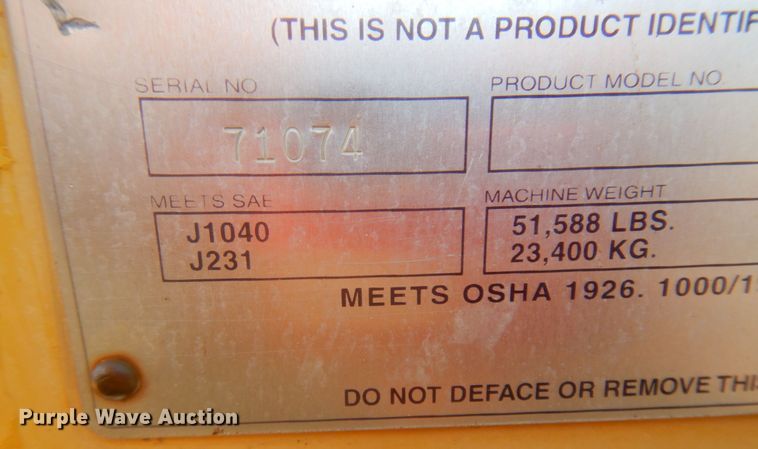 (THIS IS NOT A PRODUCT IDENTIF
SERIAL NO PRODUCT MODEL NO.
71074
MEETS SAE MACHINE WEIGHT
J1040 51,588 LBS.
J231 23,400 KG.
MEETS OSHA 1926. 1000/1
DO NOT DEFACE OR REMOVE THI
Purple Wave Auction